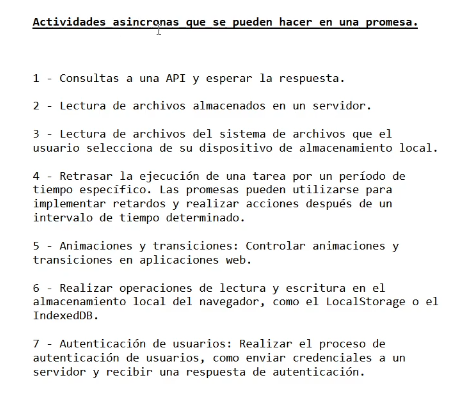 Actividades asincronas que se pueden hacer en una promesa.
1 - Consultas a una API y esperar la respuesta.
2 - Lectura de archivos almacenados en un servidor.
3 - Lectura de archivos del sistema de archivos que el
usuario selecciona de su dispositivo de almacenamiento local.
4 - Retrasar la ejecución de una tarea por un período de
tiempo específico. Las promesas pueden utilizarse para
implementar retardos y realizar acciones después de un
intervalo de tiempo determinado.
5 - Animaciones y transiciones: Controlar animaciones y
transiciones en aplicaciones web.
6 - Realizar operaciones de lectura y escritura en el
almacenamiento local del navegador, como el LocalStorage o el
IndexedDB.
7 - Autenticación de usuarios: Realizar el proceso de
autenticación de usuarios, como enviar credenciales a un
servidor y recibir una respuesta de autenticación.